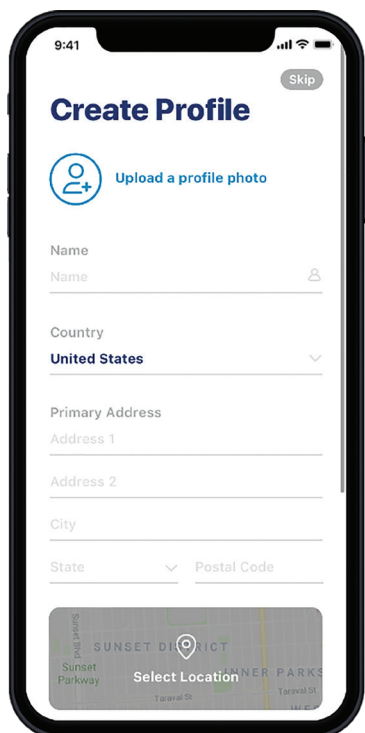 9:41
Skip
Create Profile
Upload a profile photo
Name
Name
Country
United States
Primary Address
Address 1
Address 2
City
State
Postal Code
Sunset Blvd
SUNSET DISTRICT
Sunset
Parkway
Select Location
INNER PARKS
Taraval St
Taraval St